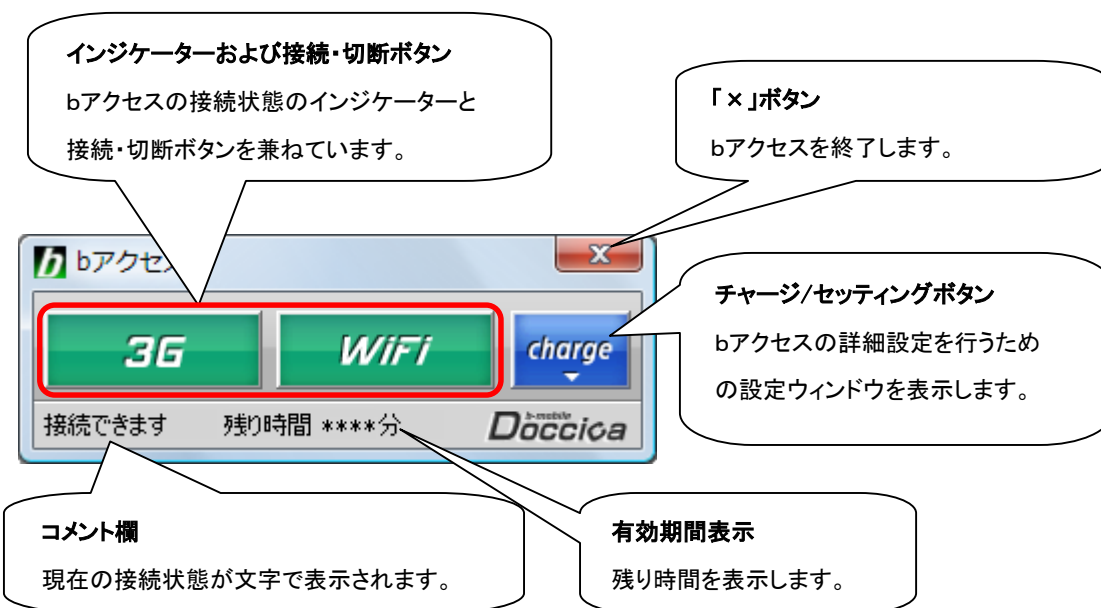 インジケーターおよび接続・切断ボタン
bアクセスの接続状態のインジケーターと
接続・切断ボタンを兼ねています。
「×」ボタン
bアクセスを終了します。
b bアクセス
x
3G
WiFi
charge
チャージ/セッティングボタン
bアクセスの詳細設定を行うため
の設定ウィンドウを表示します。
接続できます 残り時間 ****分
b-mobile
Doccica
コメント欄
現在の接続状態が文字で表示されます。
有効期間表示
残り時間を表示します。